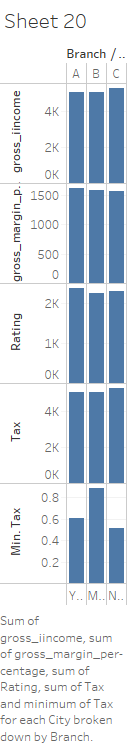 Sheet 20
Branch / ..
A B C
gross_iincome
4K
2K
0K
gross_margin_p..
1500
1000
500
0
Rating
2K
1K
0K
Tax
4K
2K
0K
Min. Tax
0.8
0.6
0.4
0.2
Y.. M.. N..
Sum of
gross_iincome, sum
of gross_margin_per-
centage, sum of
Rating, sum of Tax
and minimum of Tax
for each City broken
down by Branch.